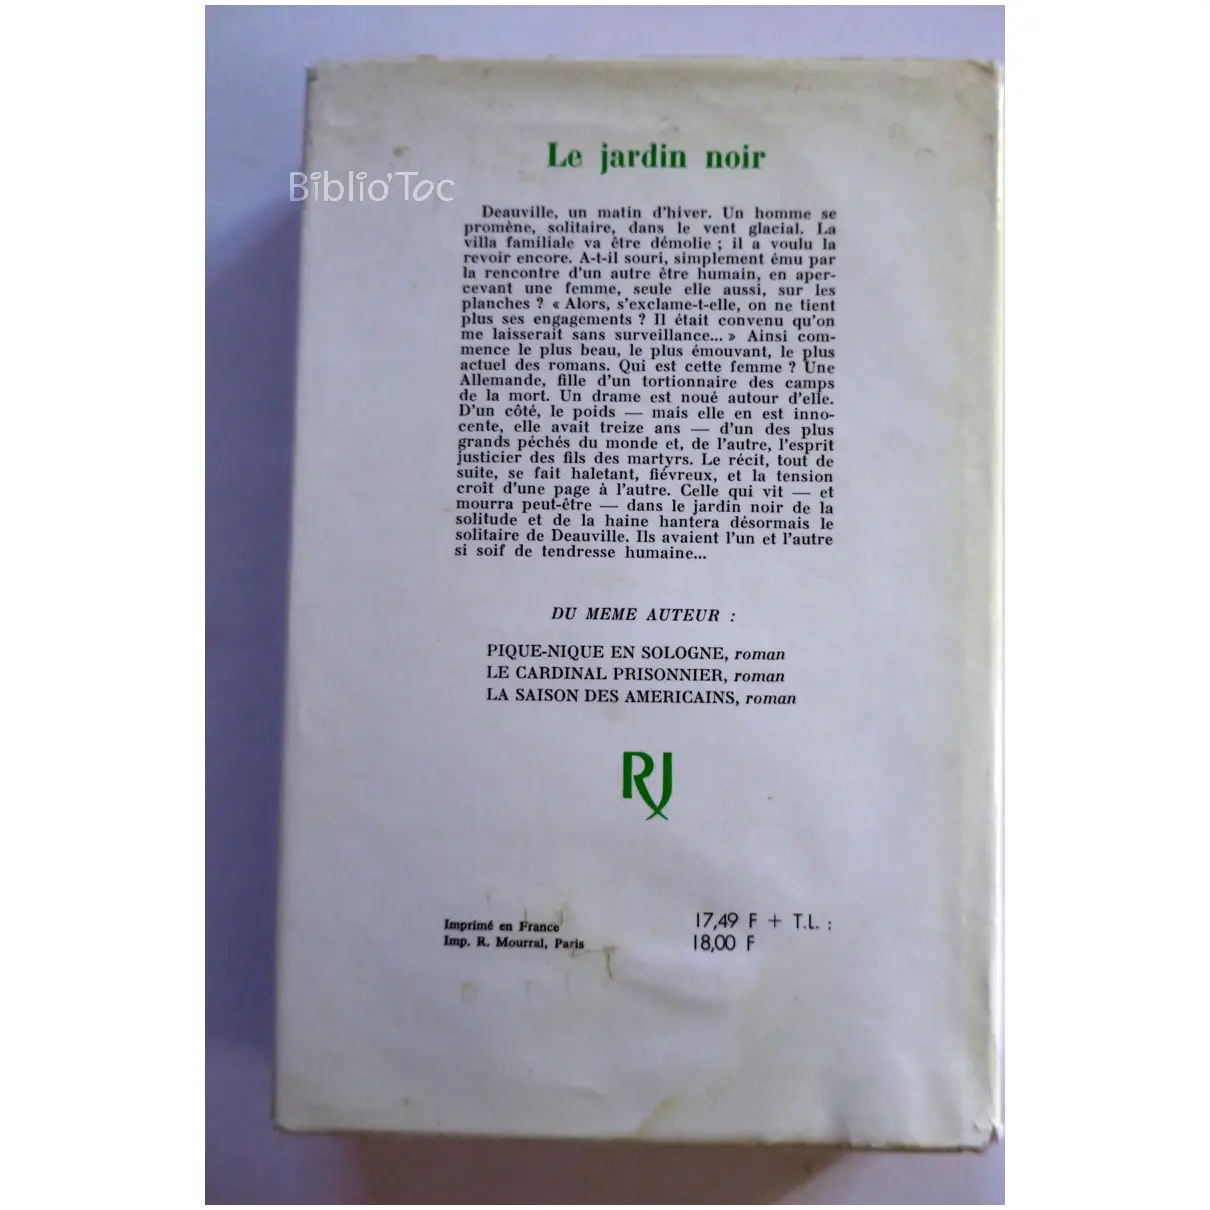 Le jardin noir
Biblio'Toc
Deauville, un matin d'hiver. Un homme se
promène, solitaire, dans le vent glacial. La
villa familiale va être démolie ; il a voulu la
revoir encore. A-t-il souri, simplement ému par
la rencontre d'un autre être humain, en aper-
cevant une femme, seule elle aussi, sur les
planches ? « Alors, s'exclame-t-elle, on ne tient
plus ses engagements ? Il était convenu qu'on
me laisserait sans surveillance... » Ainsi com-
mence le plus beau, le plus émouvant, le plus
actuel des romans. Qui est cette femme ? Une
Allemande, fille d'un tortionnaire des camps
de la mort. Un drame est noué autour d'elle.
D'un côté, le poids — mais elle en est inno-
cente, elle avait treize ans — d'un des plus
grands péchés du monde et, de l'autre, l'esprit
justicier des fils des martyrs. Le récit, tout de
suite, se fait haletant, fiévreux, et la tension
croît d'une page à l'autre. Celle qui vit — et
mourra peut-être — dans le jardin noir de la
solitude et de la haine hantera désormais le
solitaire de Deauville. Ils avaient l'un et l'autre
si soif de tendresse humaine...
DU MEME AUTEUR :
PIQUE-NIQUE EN SOLOGNE, roman
LE CARDINAL PRISONNIER, roman
LA SAISON DES AMERICAINS, roman
RJ
Imprimé en France
Imp. R. Mourral, Paris
17,49 F + T.L. :
18,00 F